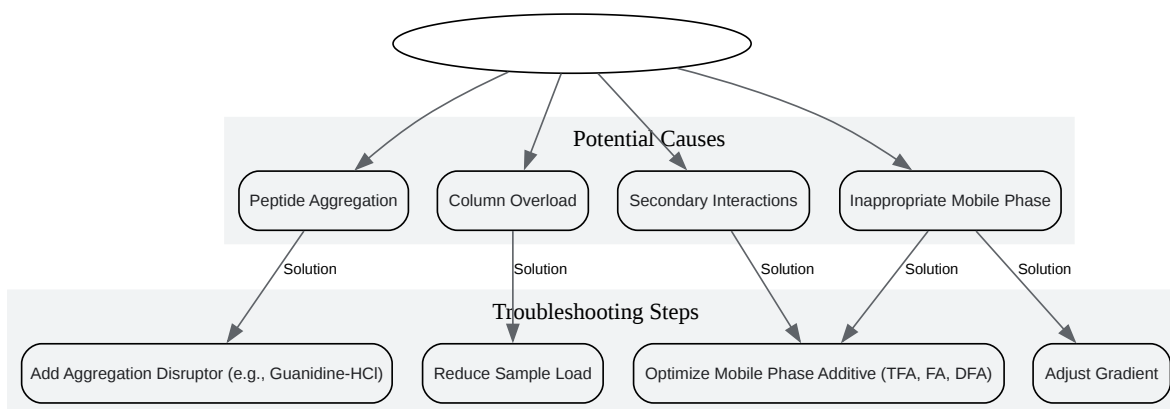 Potential Causes
Peptide Aggregation
Column Overload
Secondary Interactions
Inappropriate Mobile Phase
Solution
Solution
Solution
Solution
Solution
Troubleshooting Steps
Add Aggregation Disruptor (e.g., Guanidine-HCl)
Reduce Sample Load
Optimize Mobile Phase Additive (TFA, FA, DFA)
Adjust Gradient